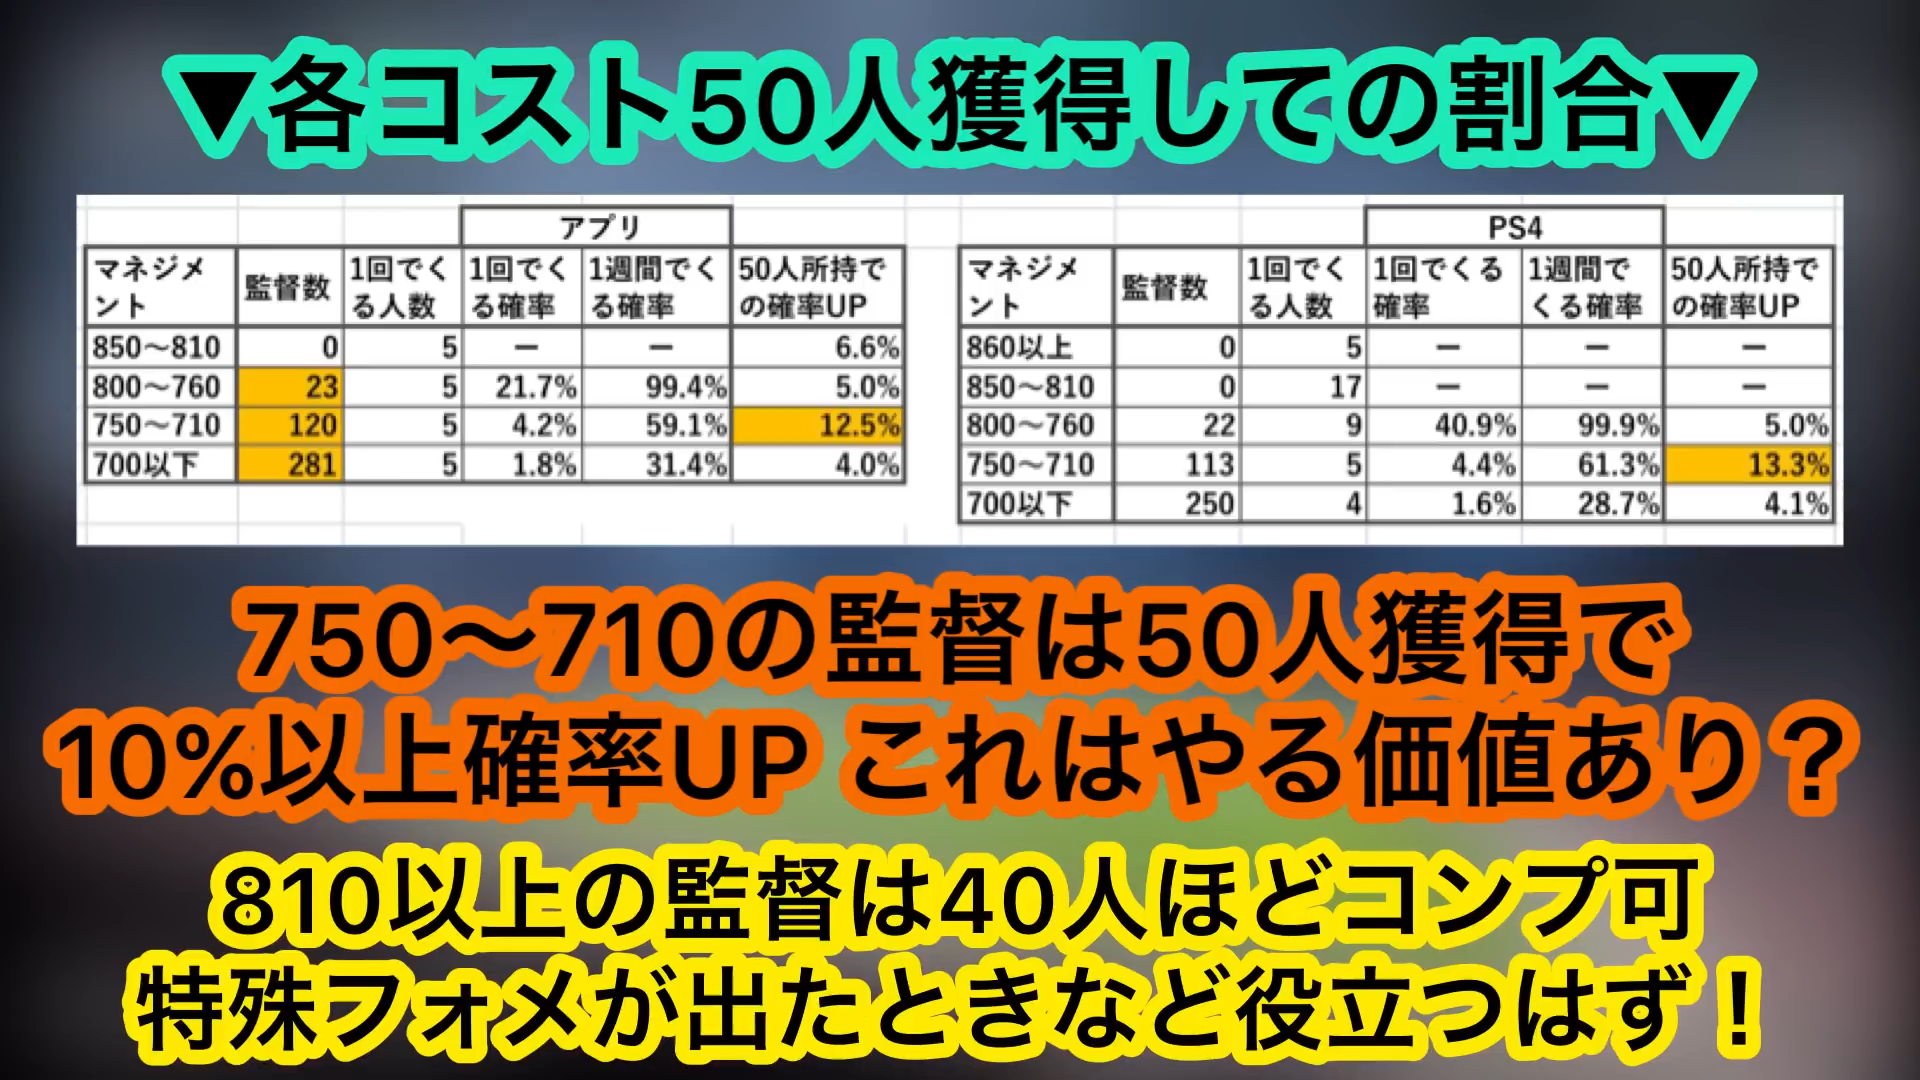 ▼各コスト50人獲得しての割合▼
アプリ
マネジメント 監督数 1回でくる人数 1回でくる確率 1週間でくる確率 50人所持での確率UP
850～810 0 5 ー ー 6.6%
800～760 23 5 21.7% 99.4% 5.0%
750～710 120 5 4.2% 59.1% 12.5%
700以下 281 5 1.8% 31.4% 4.0%
PS4
マネジメント 監督数 1回でくる人数 1回でくる確率 1週間でくる確率 50人所持での確率UP
860以上 0 5 ー ー ー
850～810 0 17 ー ー ー
800～760 22 9 40.9% 99.9% 5.0%
750～710 113 5 4.4% 61.3% 13.3%
700以下 250 4 1.6% 28.7% 4.1%
750～710の監督は50人獲得で
10%以上確率UP これはやる価値あり？
810以上の監督は40人ほどコンプ可
特殊フォメが出たときなど役立つはず！